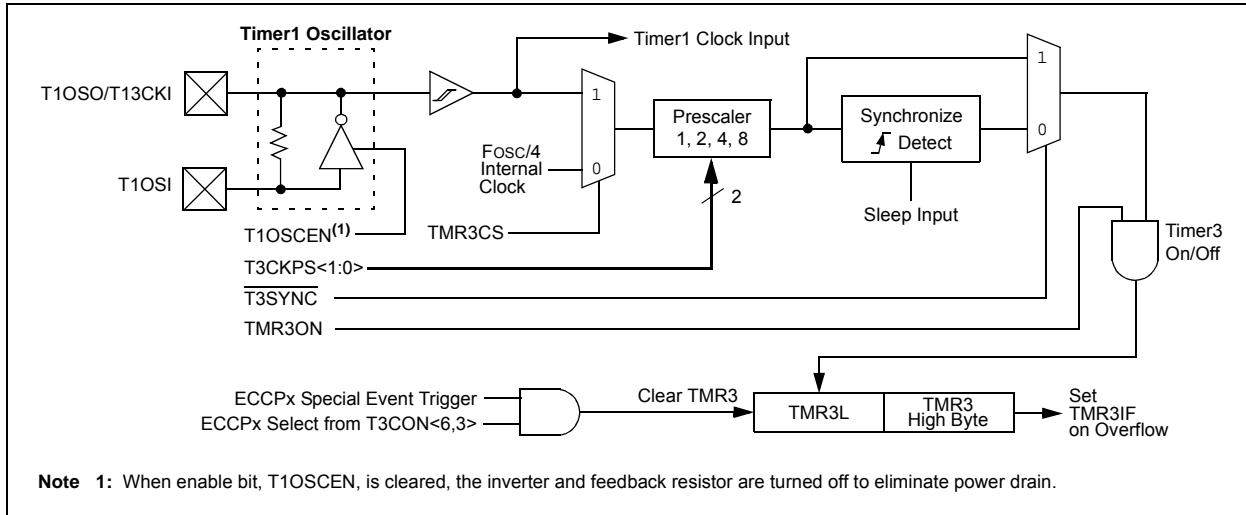 Timer1 Oscillator
Timer1 Clock Input
T1OSO/T13CKI
T1OSI
1
0
FOSC/4
Internal
Clock
Prescaler
1, 2, 4, 8
2
Synchronize
Detect
Sleep Input
1
0
T1OSCEN(1)
TMR3CS
T3CKPS<1:0>
T3SYNC
TMR3ON
Timer3
On/Off
ECCPx Special Event Trigger
ECCPx Select from T3CON<6,3>
Clear TMR3
TMR3L
TMR3
High Byte
Set
TMR3IF
on Overflow
Note 1: When enable bit, T1OSCEN, is cleared, the inverter and feedback resistor are turned off to eliminate power drain.